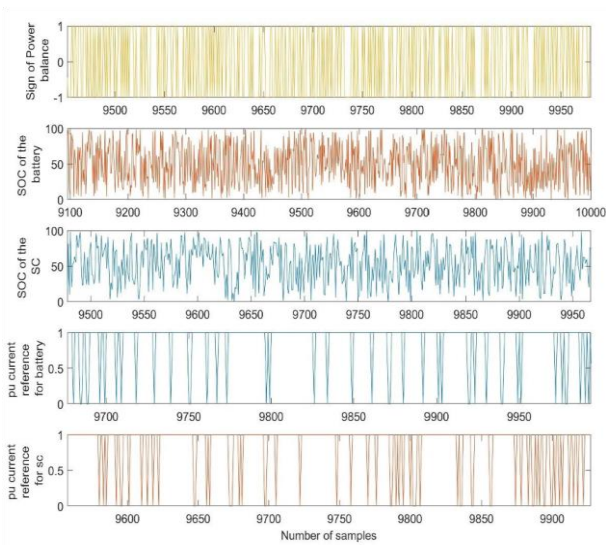 Sign of Power
balance
1
0
-1
9500 9550 9600 9650 9700 9750 9800 9850 9900 9950
SOC of the
battery
100
50
0
9100 9200 9300 9400 9500 9600 9700 9800 9900 10000
SOC of the
SC
100
50
0
9500 9550 9600 9650 9700 9750 9800 9850 9900 9950
pu current
reference
for battery
1
0.5
0
9700 9750 9800 9850 9900 9950
pu current
reference
for sc
1
0.5
0
9600 9650 9700 9750 9800 9850 9900
Number of samples